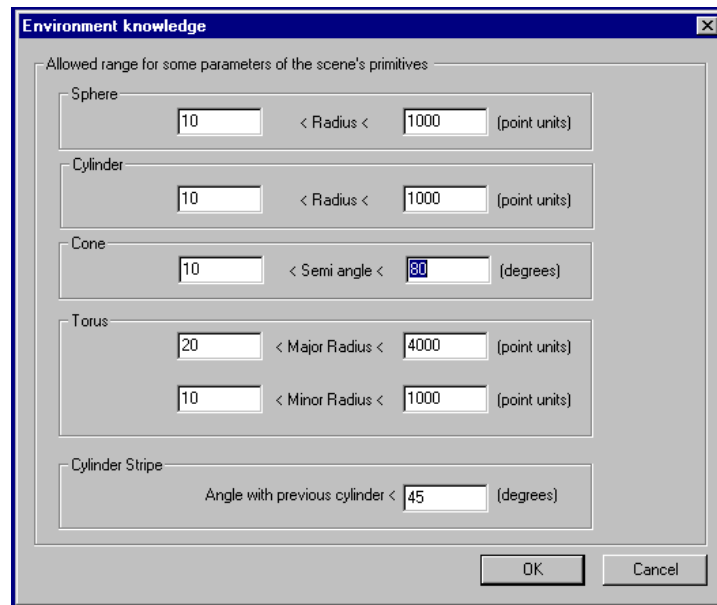 Environment knowledge
Allowed range for some parameters of the scene's primitives
Sphere
10 < Radius < 1000 (point units)
Cylinder
10 < Radius < 1000 (point units)
Cone
10 < Semi angle < 80 (degrees)
Torus
20 < Major Radius < 4000 (point units)
10 < Minor Radius < 1000 (point units)
Cylinder Stripe
Angle with previous cylinder < 45 (degrees)
OK Cancel